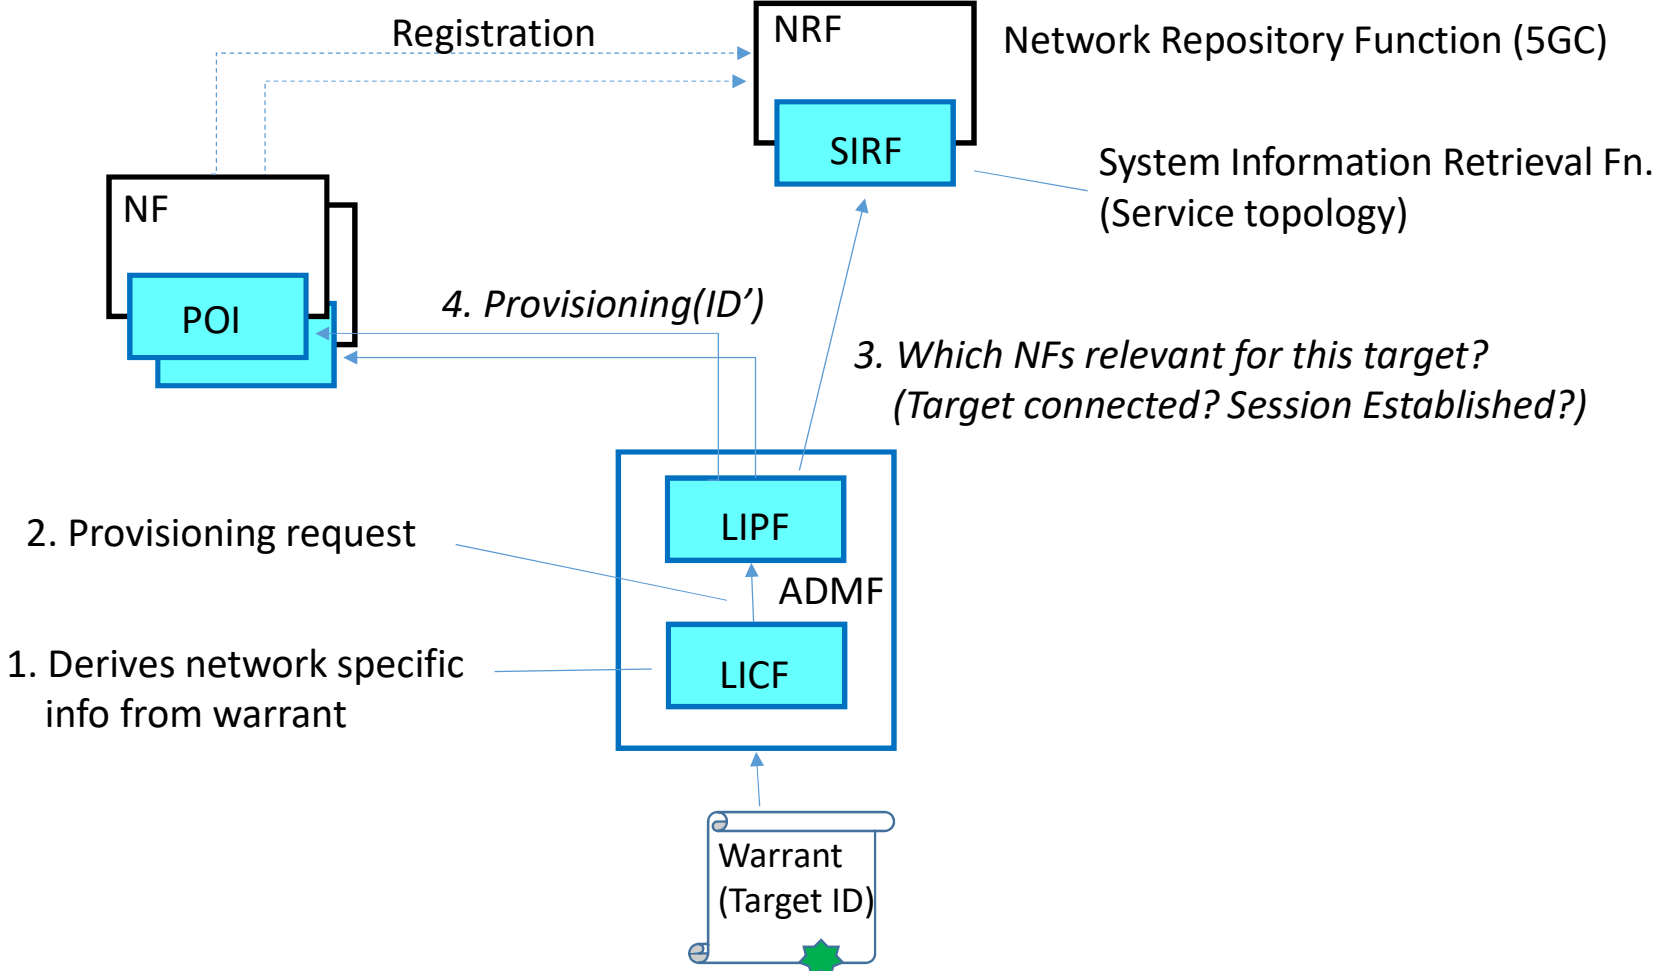 Registration
NRF
Network Repository Function (5GC)
SIRF
System Information Retrieval Fn.
(Service topology)
NF
POI
4. Provisioning(ID’)
3. Which NFs relevant for this target?
(Target connected? Session Established?)
LIPF
2. Provisioning request
ADMF
1. Derives network specific
info from warrant
LICF
Warrant
(Target ID)